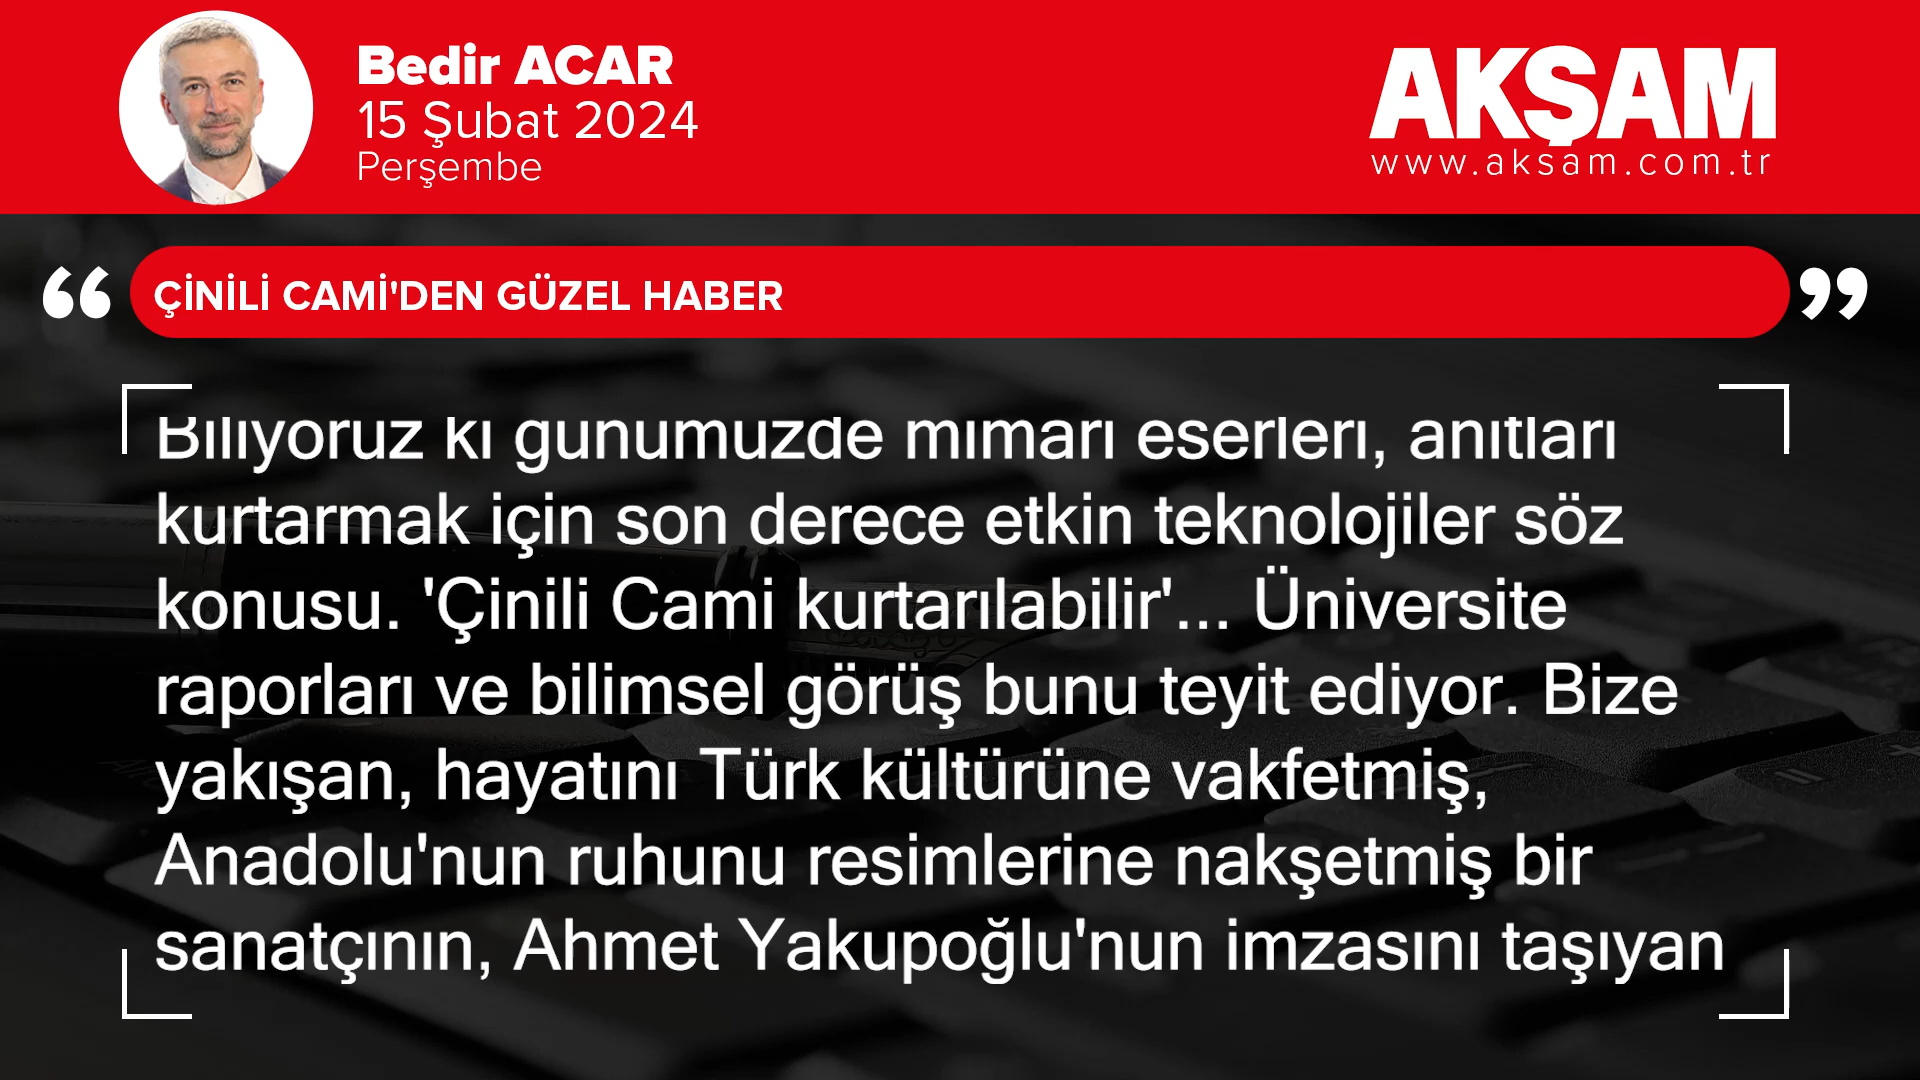 Bedir ACAR
15 Şubat 2024
Perşembe
AKŞAM
www.aksam.com.tr
“ ÇİNİLİ CAMİ'DEN GÜZEL HABER ”
Biliyoruz ki günümüzde mimari eserleri, anıtları
kurtarmak için son derece etkin teknolojiler söz
konusu. 'Çinili Cami kurtarılabilir'... Üniversite
raporları ve bilimsel görüş bunu teyit ediyor. Bize
yakışan, hayatını Türk kültürüne vakfetmiş,
Anadolu'nun ruhunu resimlerine nakşetmiş bir
sanatçının, Ahmet Yakupoğlu'nun imzasını taşıyan